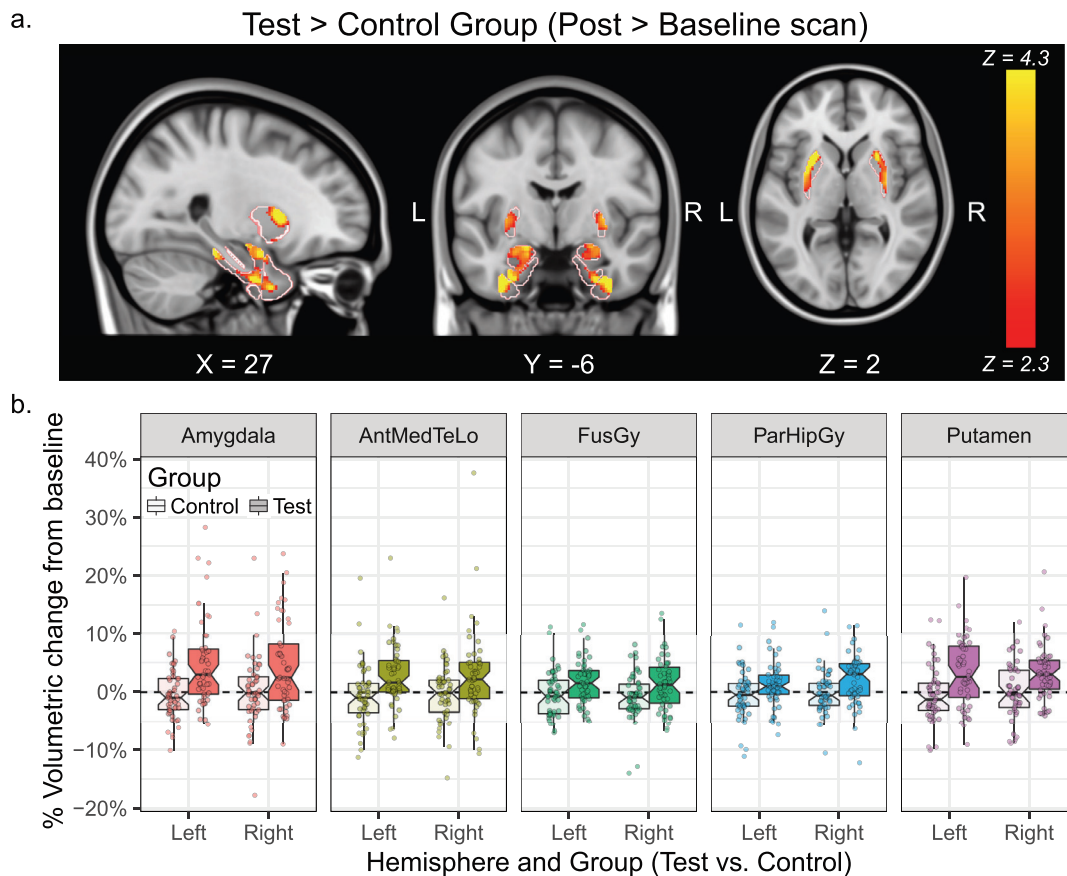 a.
Test > Control Group (Post > Baseline scan)
Z = 4.3
L
R
L
R
X = 27
Y = -6
Z = 2
Z = 2.3
b.
% Volumetric change from baseline
Amygdala
AntMedTeLo
FusGy
ParHipGy
Putamen
40%
30%
20%
10%
0%
−10%
−20%
Group
Control
Test
Left
Right
Left
Right
Left
Right
Left
Right
Left
Right
Hemisphere and Group (Test vs. Control)